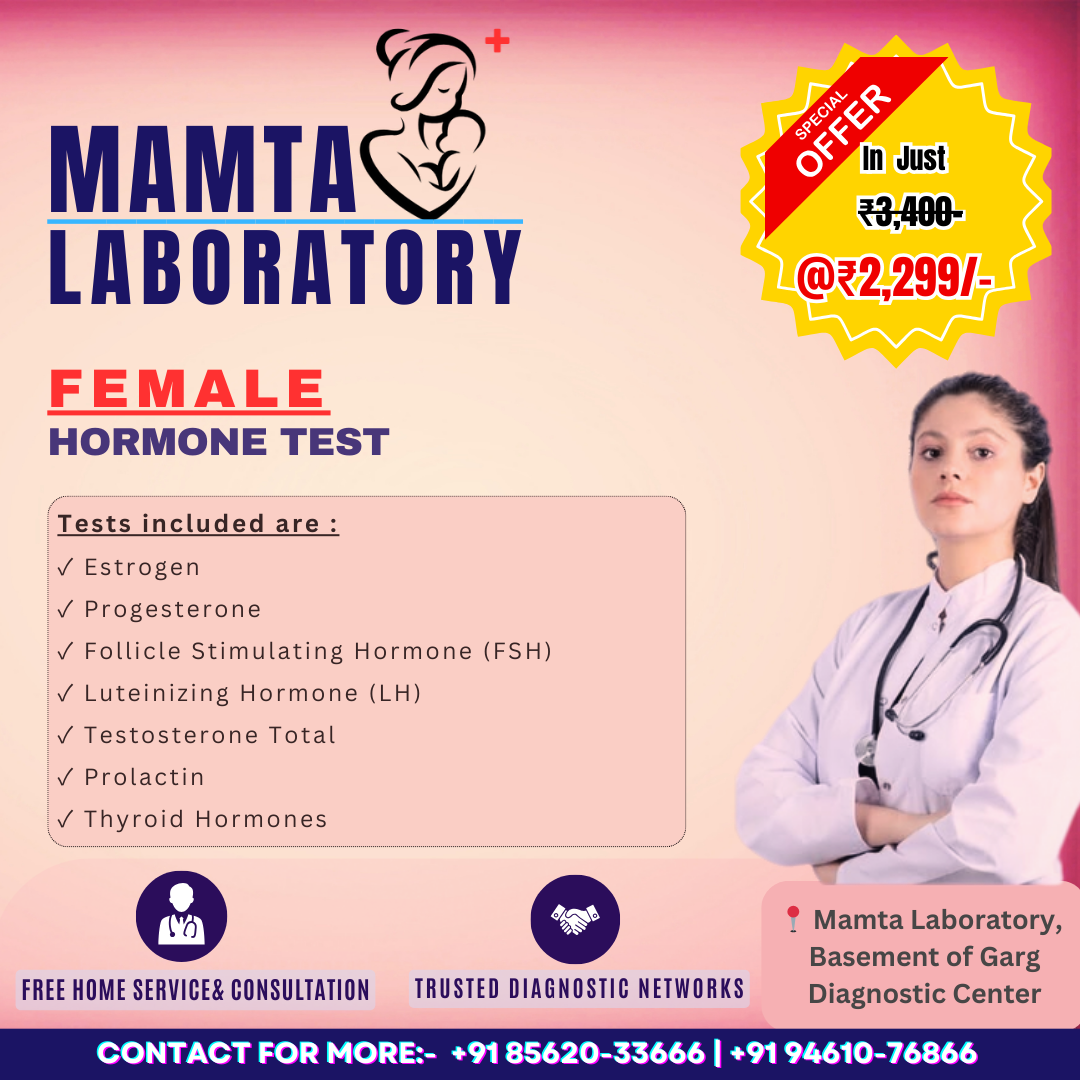 MAMTA
LABORATORY
SPECIAL
OFFER
In Just
₹3,400-
@₹2,299/-
FEMALE
HORMONE TEST
Tests included are :
✓ Estrogen
✓ Progesterone
✓ Follicle Stimulating Hormone (FSH)
✓ Luteinizing Hormone (LH)
✓ Testosterone Total
✓ Prolactin
✓ Thyroid Hormones
FREE HOME SERVICE& CONSULTATION
TRUSTED DIAGNOSTIC NETWORKS
📍 Mamta Laboratory,
Basement of Garg
Diagnostic Center
CONTACT FOR MORE:- +91 85620-33666 | +91 94610-76866